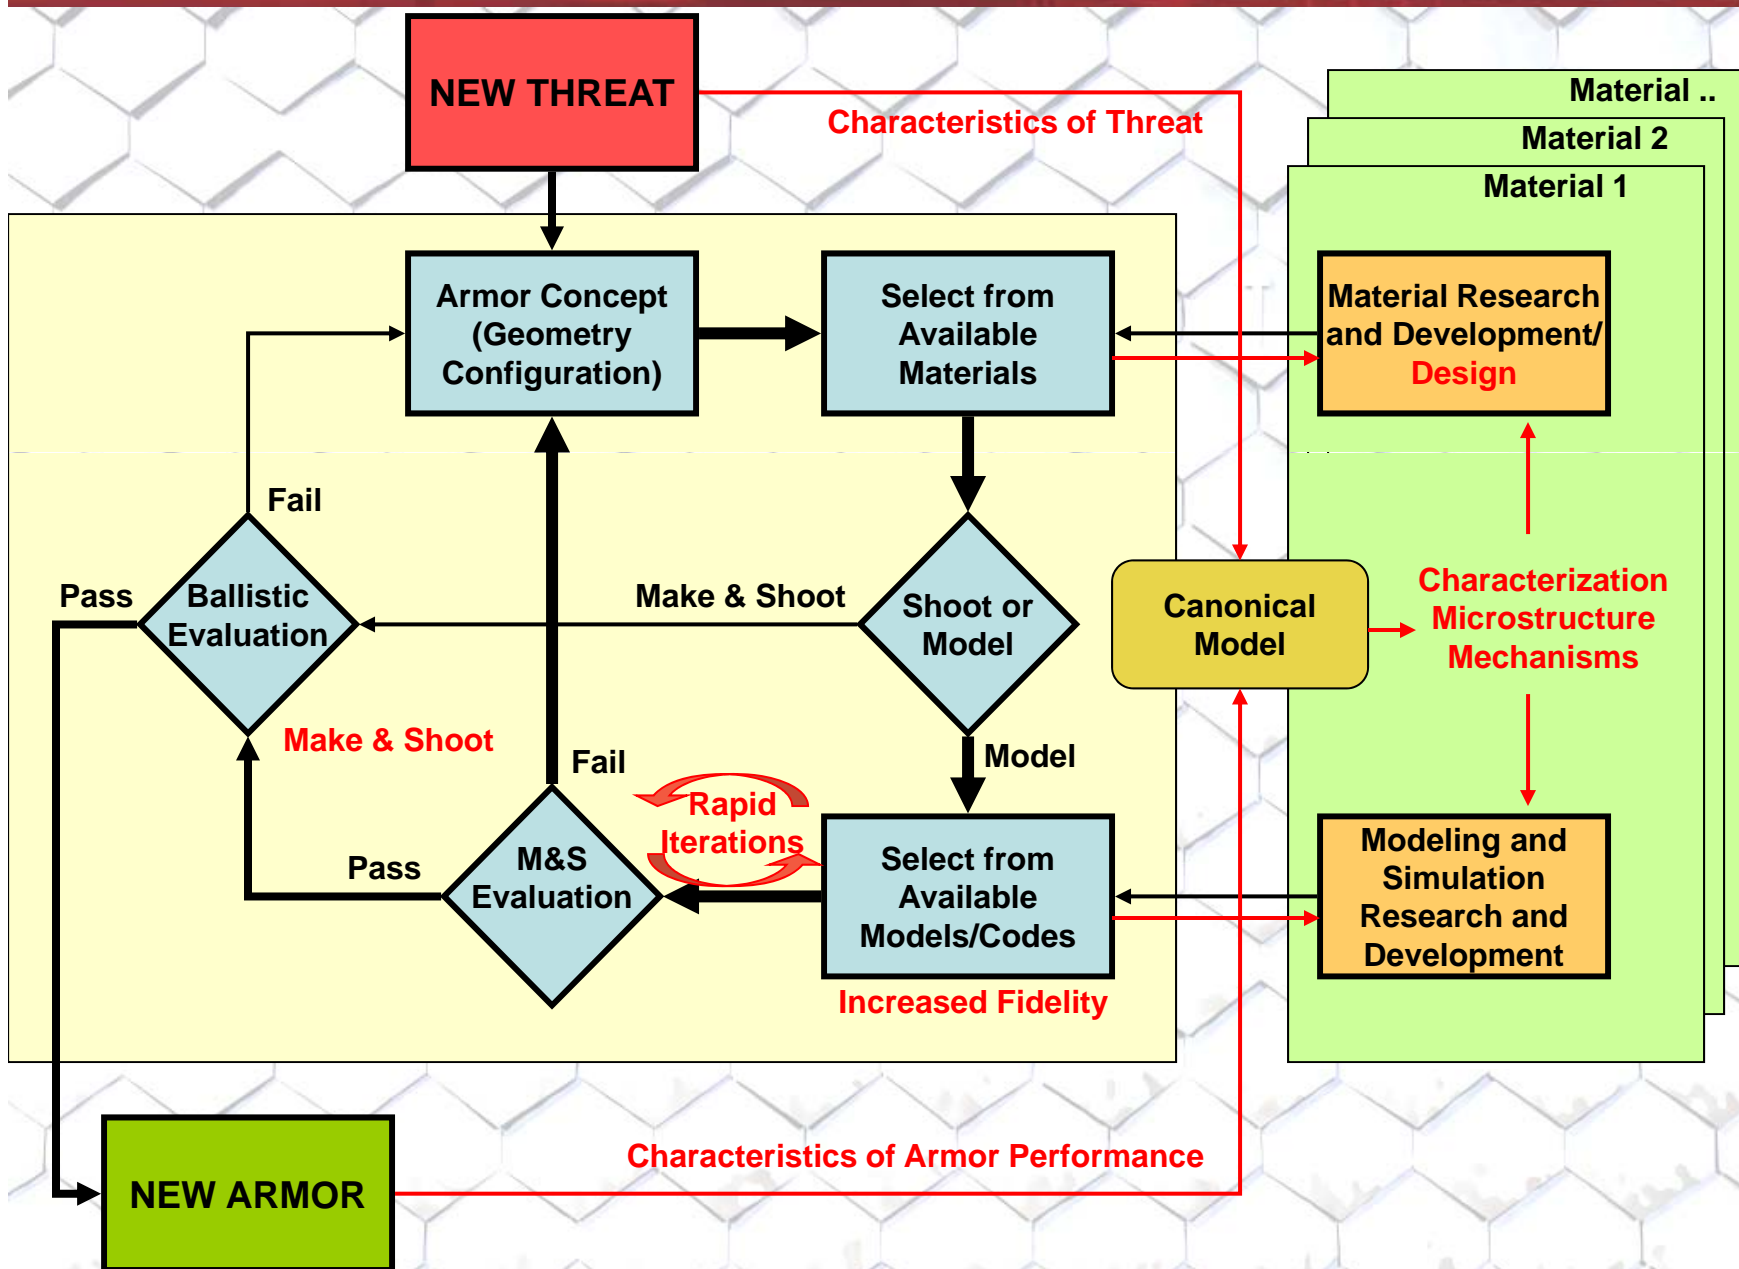 NEW THREAT
Characteristics of Threat
Material ..
Material 2
Material 1
Armor Concept
(Geometry
Configuration)
Select from
Available
Materials
Material Research
and Development/
Design
Fail
Pass
Ballistic
Evaluation
Make & Shoot
Shoot or
Model
Canonical
Model
Characterization
Microstructure
Mechanisms
Make & Shoot
Fail
Model
Rapid
Iterations
Pass
M&S
Evaluation
Select from
Available
Models/Codes
Modeling and
Simulation
Research and
Development
Increased Fidelity
Characteristics of Armor Performance
NEW ARMOR